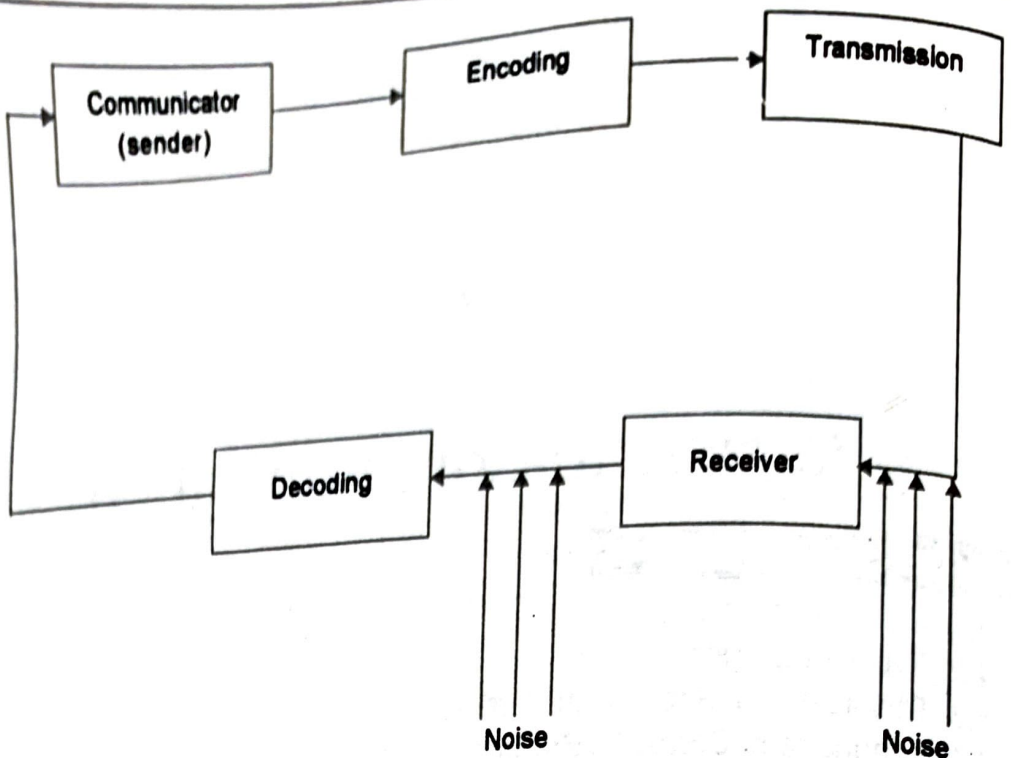 Communicator
(sender)
Encoding
Transmission
Receiver
Decoding
Noise
Noise